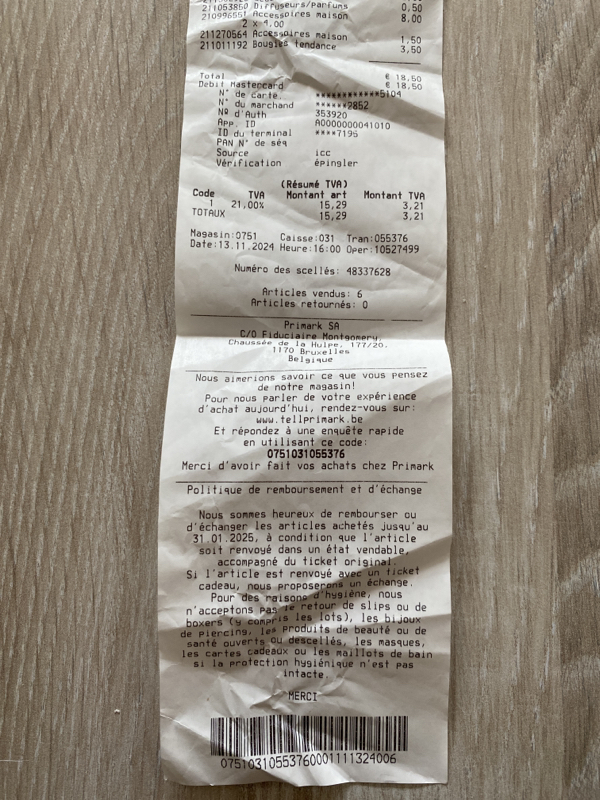 211053860 Diffuseurs/parfums 0,50
21099655? Accessoires maison 8,00
2 x 4,00
211270564 Accessoires maison 1,50
211011192 Bougies tendance 3,50
Total € 18,50
Debit Mastercard € 18,50
N° de carte. ************5104
N° du marchand ******2852
Nº d'Auth 353920
App. ID A0000000041010
ID du terminal ****7195
PAN N° de séq
Source icc
Vérification épingler
(Résumé TVA)
Code TVA Montant art Montant TVA
1 21,00% 15,29 3,21
TOTAUX 15,29 3,21
Magasin:0751 Caisse:031 Tran:055376
Date:13.11.2024 Heure:16:00 Oper:10527499
Numéro des scellés: 48337628
Articles vendus: 6
Articles retournés: 0
Primark SA
C/O Fiduciaire Montgomery,
Chaussée de la Hulpe, 177/20,
1170 Bruxelles
Belgique
Nous aimerions savoir ce que vous pensez
de notre magasin!
Pour nous parler de votre expérience
d'achat aujourd'hui, rendez-vous sur:
www.tellprimark.be
Et répondez à une enquête rapide
en utilisant ce code:
0751031055376
Merci d'avoir fait vos achats chez Primark
Politique de remboursement et d'échange
Nous sommes heureux de rembourser ou
d'échanger les articles achetés jusqu'au
31.01.2025, à condition que l'article
soit renvoyé dans un état vendable,
accompagné du ticket original.
Si l'article est renvoyé avec un ticket
cadeau, nous proposerons un échange.
Pour des raisons d'hygiène, nous
n'acceptons pas le retour de slips ou de
boxers (y compris les lots), les bijoux
de piercing, les produits de beauté ou de
santé ouverts ou descellés, les masques,
les cartes cadeaux ou les maillots de bain
si la protection hygiénique n'est pas
intacte.
MERCI
07510310553760001111324006